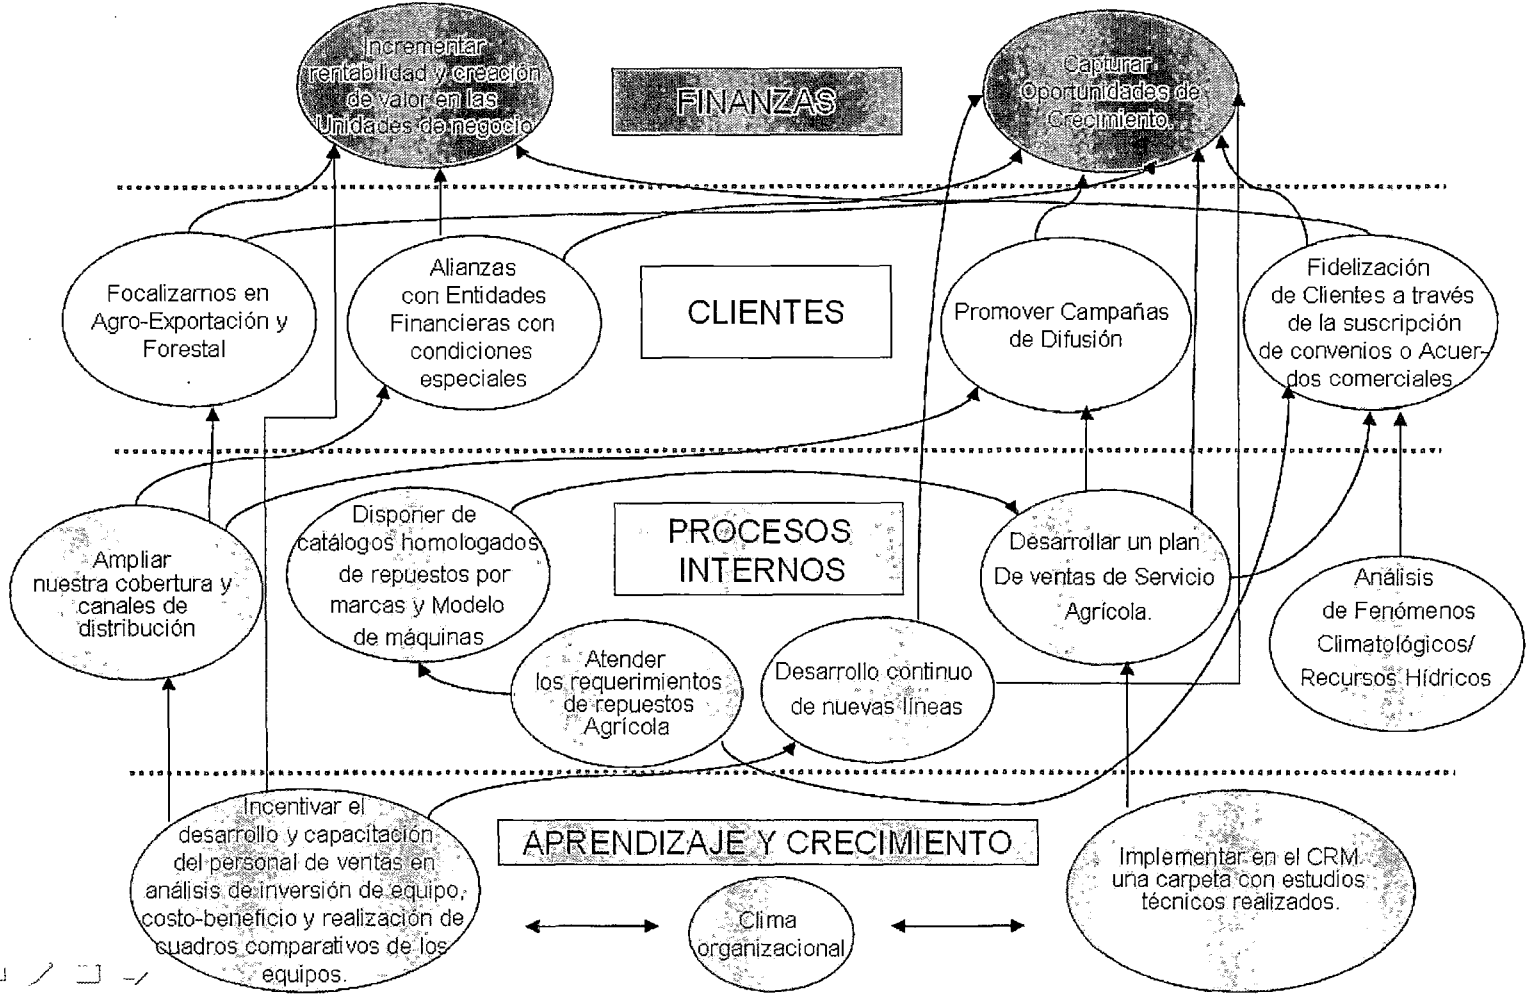 Incrementar
rentabilidad y creación
de valor en las
Unidades de negocio
FINANZAS
Capturar
Oportunidades de
Crecimiento.
Focalizarnos en
Agro-Exportación y
Forestal
Alianzas
con Entidades
Financieras con
condiciones
especiales
CLIENTES
Promover Campañas
de Difusión
Fidelización
de Clientes a través
de la suscripción
de convenios o Acuer-
dos comerciales
Ampliar
nuestra cobertura y
canales de
distribución
Disponer de
catálogos homologados
de repuestos por
marcas y Modelo
de máquinas
PROCESOS
INTERNOS
Desarrollar un plan
De ventas de Servicio
Agrícola.
Análisis
de Fenómenos
Climatológicos/
Recursos Hídricos
Atender
los requerimientos
de repuestos
Agrícola
Desarrollo continuo
de nuevas líneas
Incentivar el
desarrollo y capacitación
del personal de ventas en
análisis de inversión de equipo,
costo-beneficio y realización de
cuadros comparativos de los
equipos.
APRENDIZAJE Y CRECIMIENTO
Clima
organizacional
Implementar en el CRM
una carpeta con estudios
técnicos realizados.